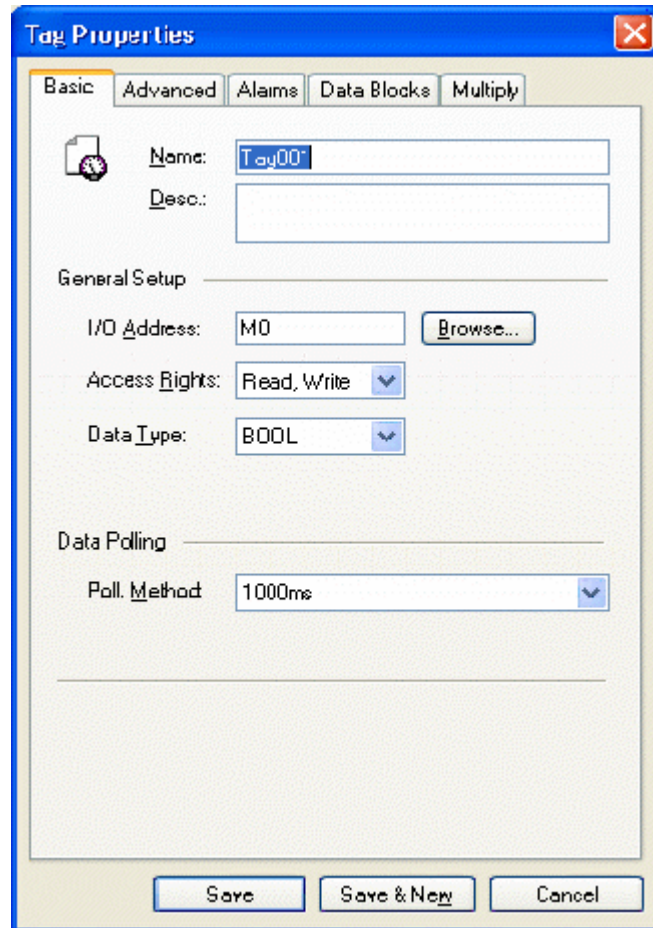 Tag Properties
Basic Advanced Alarms Data Blocks Multiply
Name: Tag001
Desc.:
General Setup
I/O Address: M0 Browse...
Access Rights: Read, Write
Data Type: BOOL
Data Polling
Poll. Method: 1000ms
Save Save & New Cancel